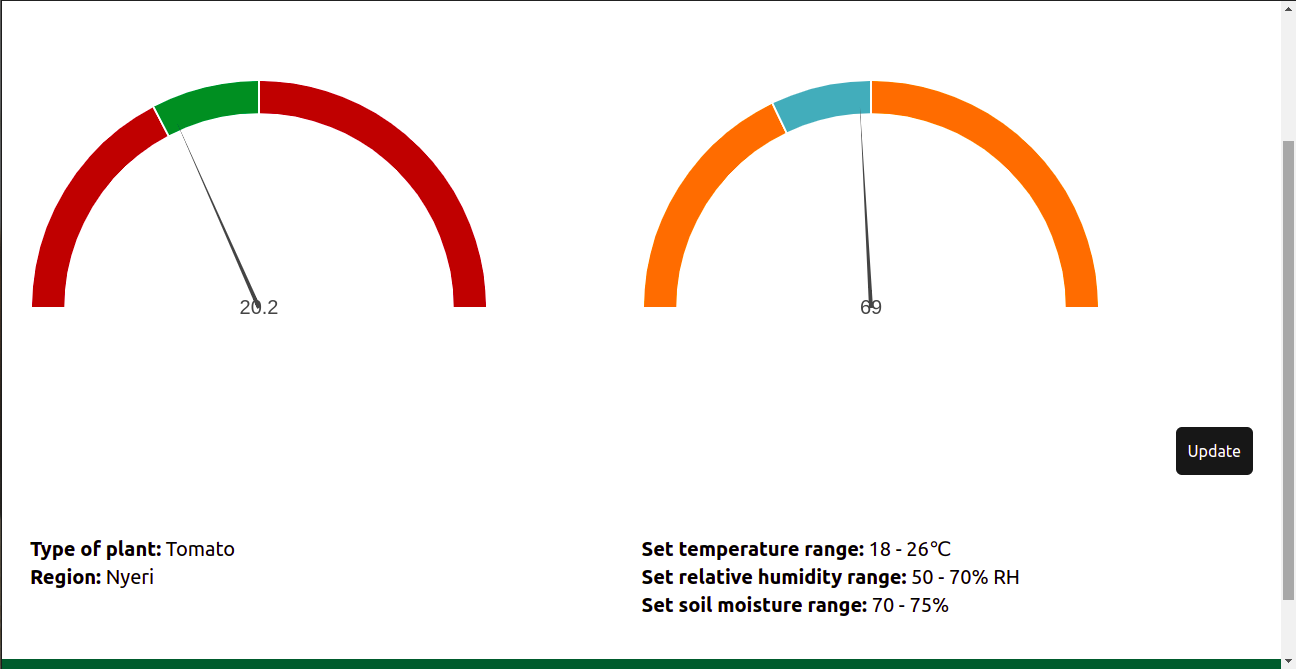 20.2
69
Update
Type of plant: Tomato
Region: Nyeri
Set temperature range: 18 - 26℃
Set relative humidity range: 50 - 70% RH
Set soil moisture range: 70 - 75%